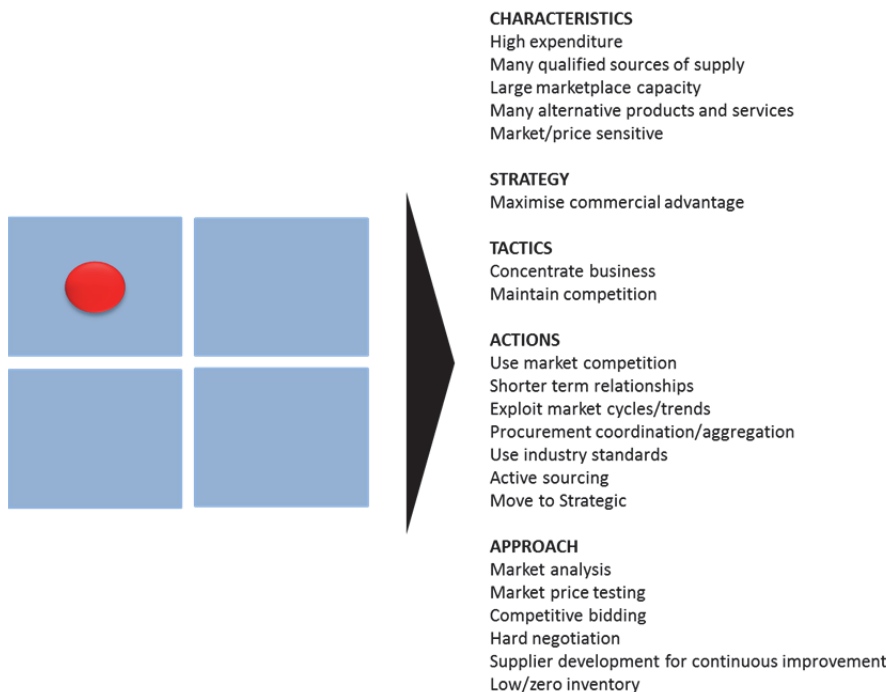 CHARACTERISTICS
High expenditure
Many qualified sources of supply
Large marketplace capacity
Many alternative products and services
Market/price sensitive
STRATEGY
Maximise commercial advantage
TACTICS
Concentrate business
Maintain competition
ACTIONS
Use market competition
Shorter term relationships
Exploit market cycles/trends
Procurement coordination/aggregation
Use industry standards
Active sourcing
Move to Strategic
APPROACH
Market analysis
Market price testing
Competitive bidding
Hard negotiation
Supplier development for continuous improvement
Low/zero inventory